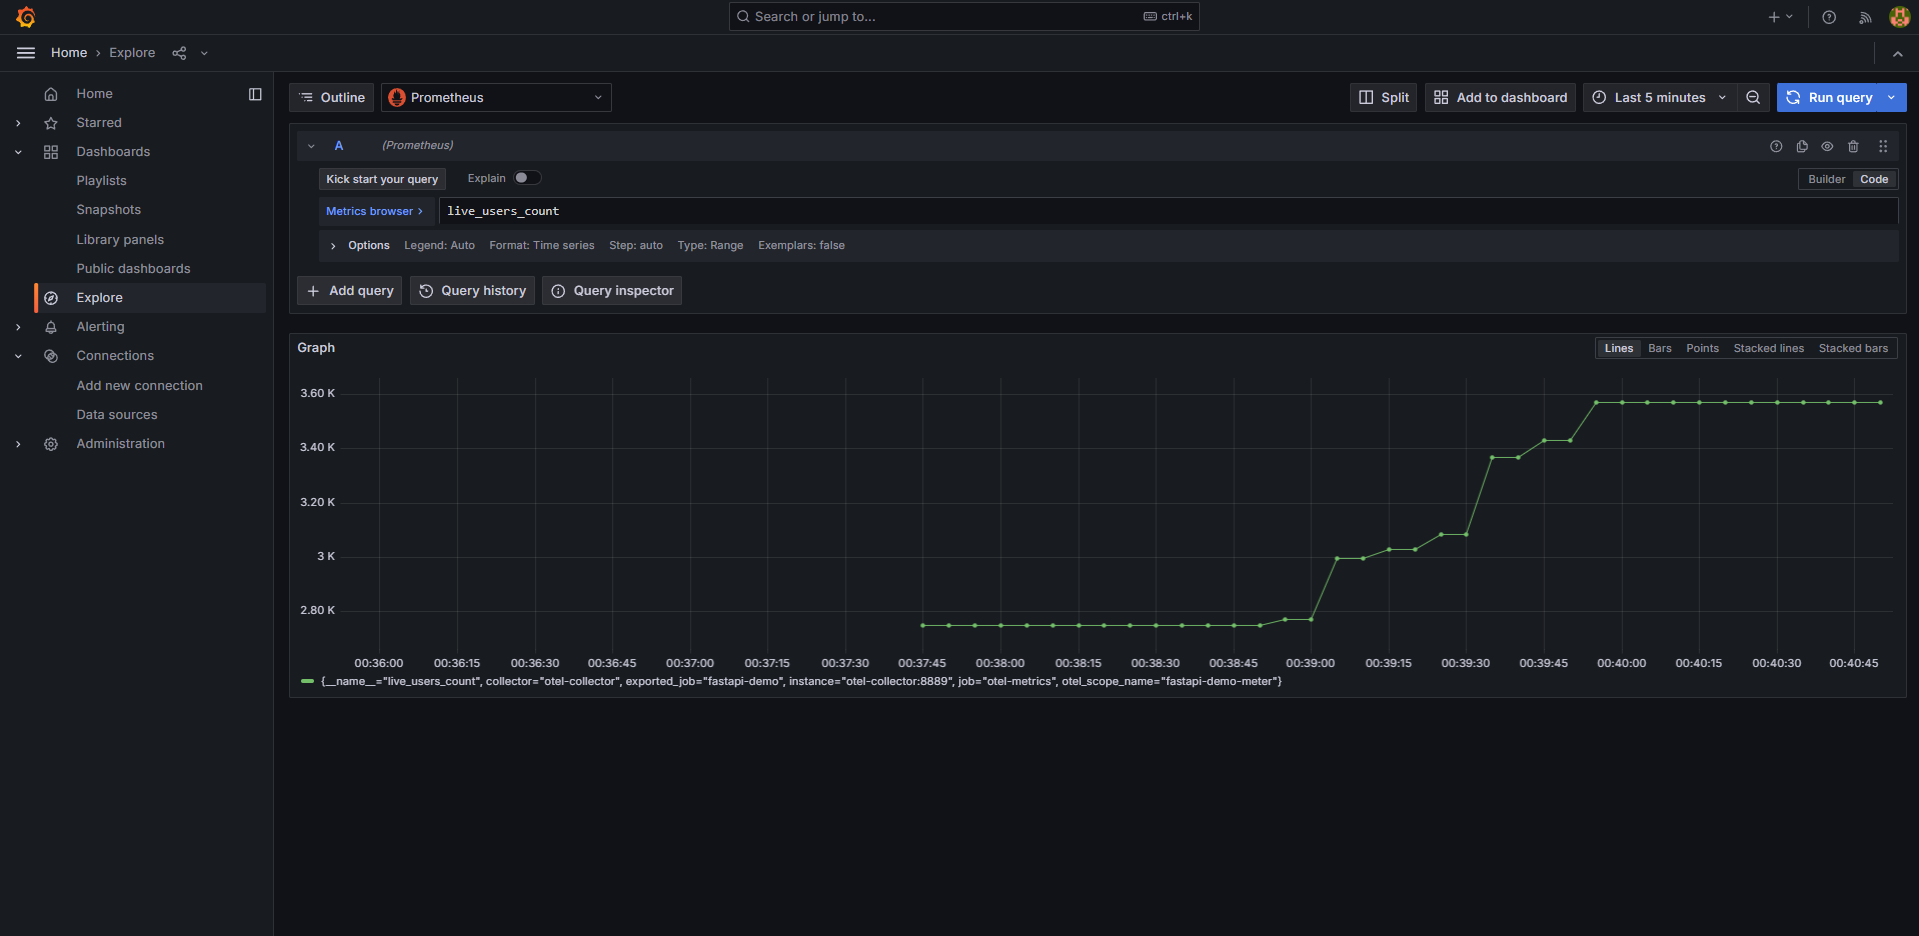 Search or jump to... ctrl+k
Home › Explore
Home
Starred
Dashboards
Playlists
Snapshots
Library panels
Public dashboards
Explore
Alerting
Connections
Add new connection
Data sources
Administration
Outline Prometheus Split Add to dashboard Last 5 minutes Run query
A (Prometheus)
Kick start your query Explain Builder Code
Metrics browser › live_users_count
Options Legend: Auto Format: Time series Step: auto Type: Range Exemplars: false
+ Add query Query history Query inspector
Graph Lines Bars Points Stacked lines Stacked bars
3.60 K
3.40 K
3.20 K
3 K
2.80 K
00:36:00 00:36:15 00:36:30 00:36:45 00:37:00 00:37:15 00:37:30 00:37:45 00:38:00 00:38:15 00:38:30 00:38:45 00:39:00 00:39:15 00:39:30 00:39:45 00:40:00 00:40:15 00:40:30 00:40:45
{__name__="live_users_count", collector="otel-collector", exported_job="fastapi-demo", instance="otel-collector:8889", job="otel-metrics", otel_scope_name="fastapi-demo-meter"}